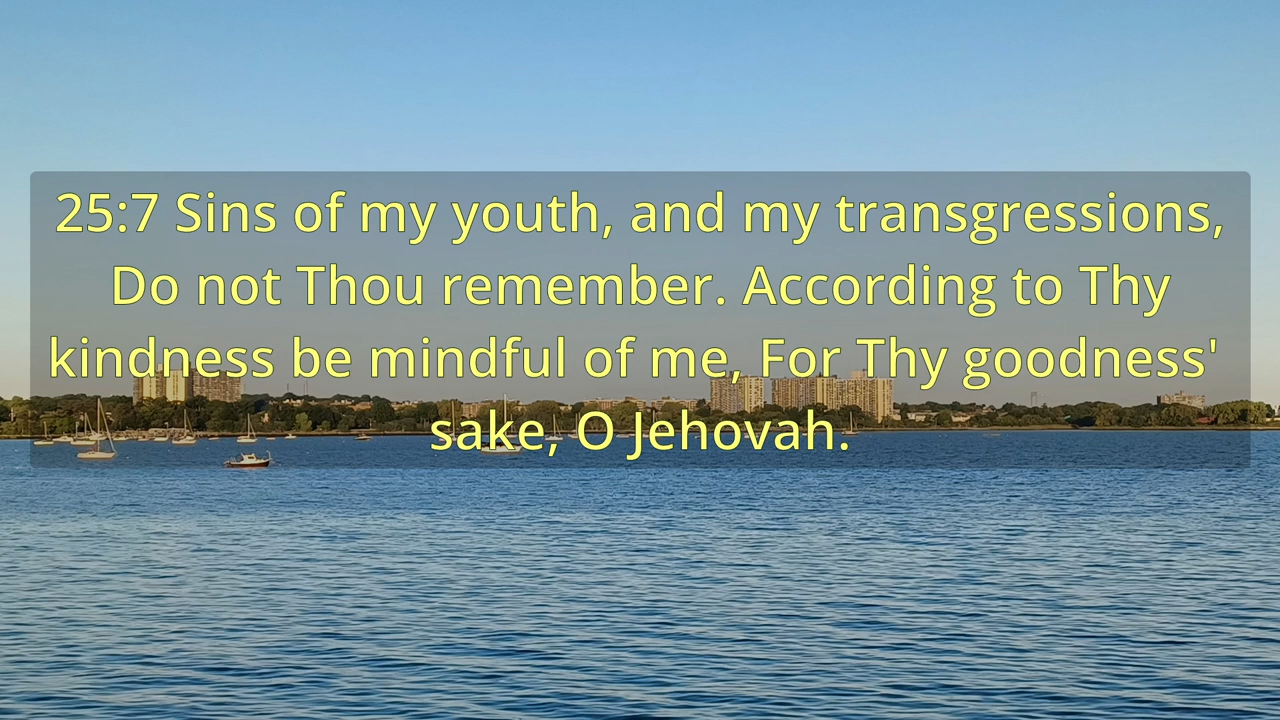 25:7 Sins of my youth, and my transgressions,
Do not Thou remember. According to Thy
kindness be mindful of me, For Thy goodness'
sake, O Jehovah.